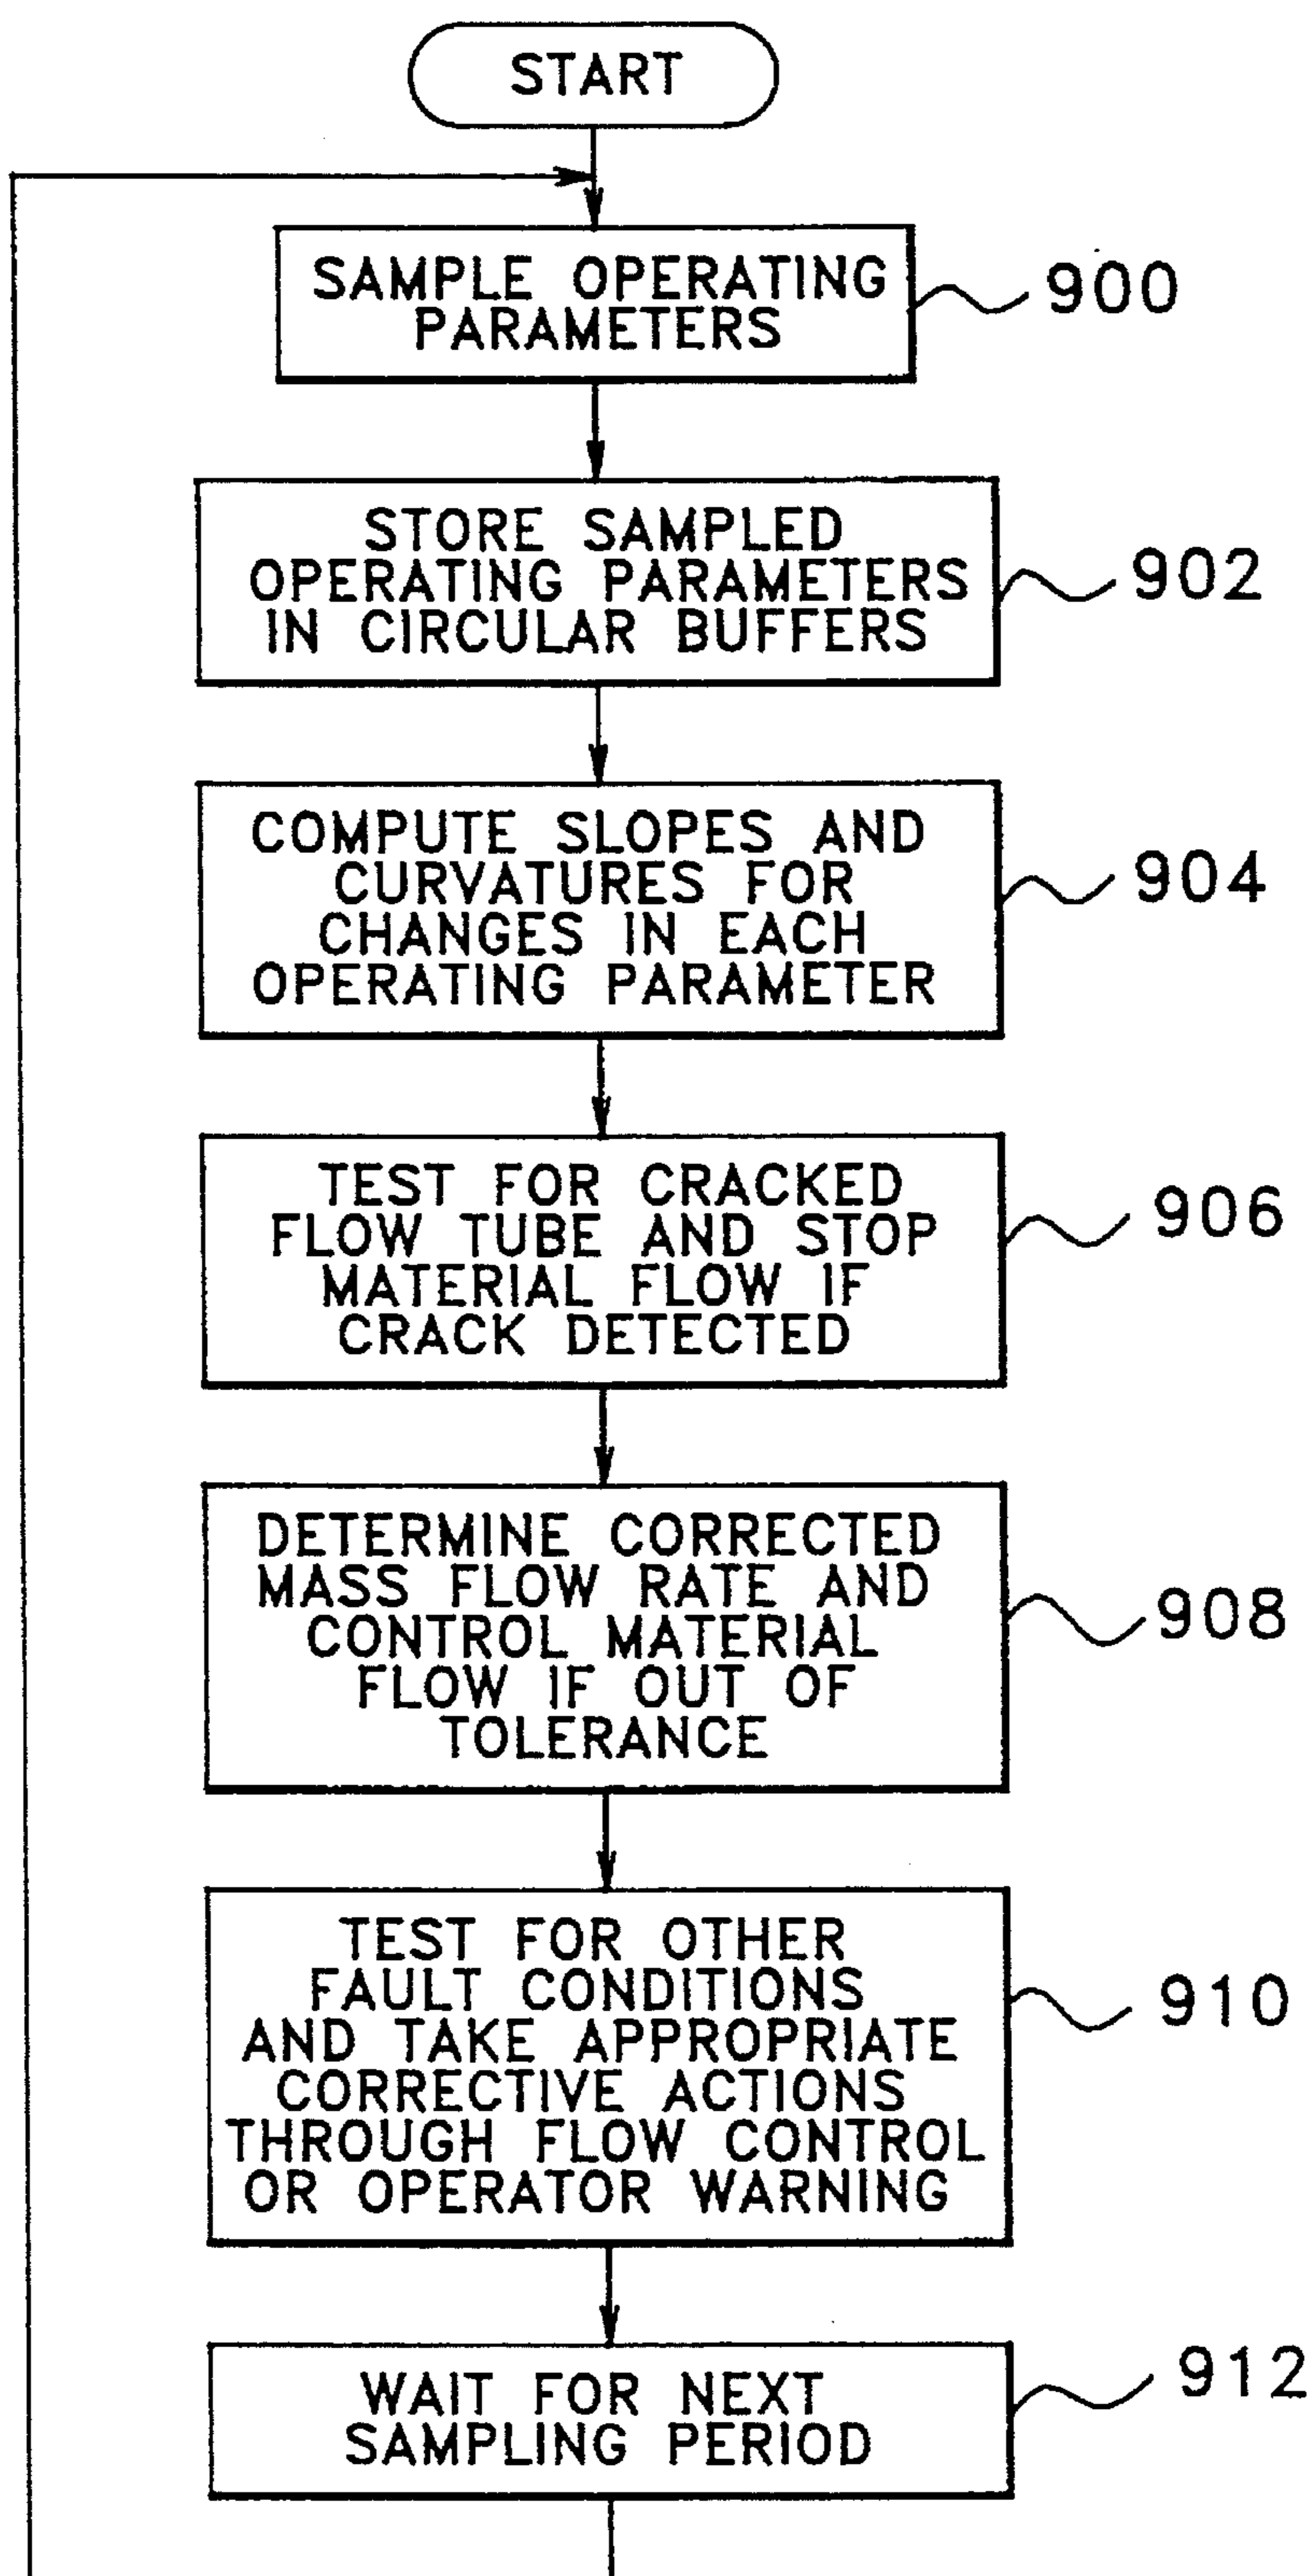 START
SAMPLE OPERATING
PARAMETERS
900
STORE SAMPLED
OPERATING PARAMETERS
IN CIRCULAR BUFFERS
902
COMPUTE SLOPES AND
CURVATURES FOR
CHANGES IN EACH
OPERATING PARAMETER
904
TEST FOR CRACKED
FLOW TUBE AND STOP
MATERIAL FLOW IF
CRACK DETECTED
906
DETERMINE CORRECTED
MASS FLOW RATE AND
CONTROL MATERIAL
FLOW IF OUT OF
TOLERANCE
908
TEST FOR OTHER
FAULT CONDITIONS
AND TAKE APPROPRIATE
CORRECTIVE ACTIONS
THROUGH FLOW CONTROL
OR OPERATOR WARNING
910
WAIT FOR NEXT
SAMPLING PERIOD
912